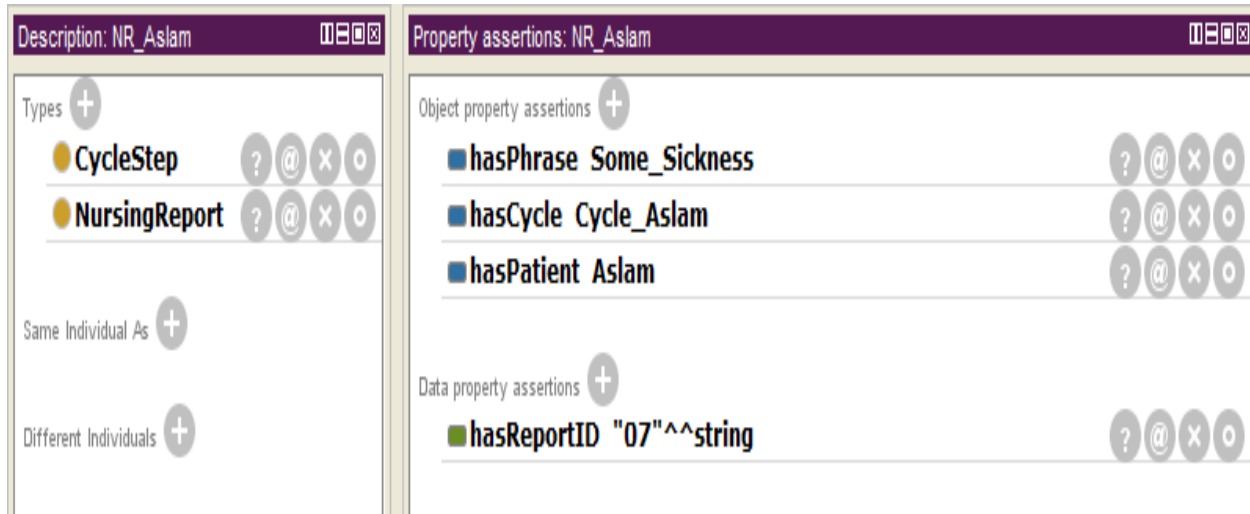 Description: NR_Aslam
Types
CycleStep
NursingReport
Same Individual As
Different Individuals
Property assertions: NR_Aslam
Object property assertions
hasPhrase Some_Sickness
hasCycle Cycle_Aslam
hasPatient Aslam
Data property assertions
hasReportID "07"^^string